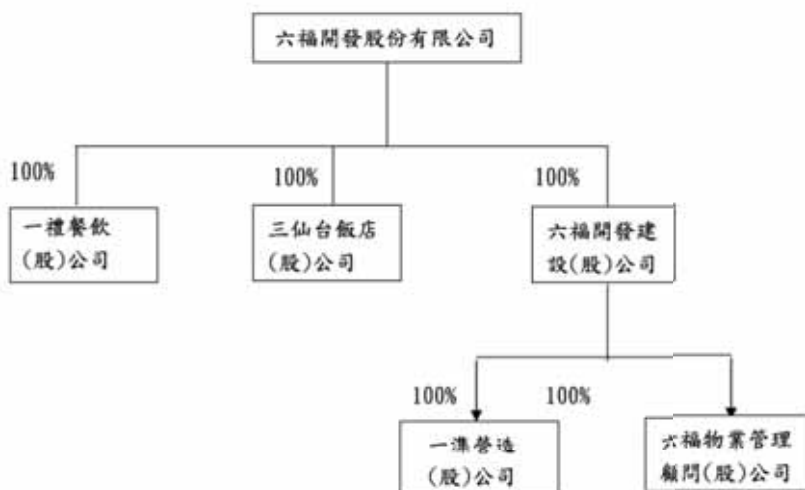 六福開發股份有限公司
100%
100%
100%
一禮餐飲
(股)公司
三仙台飯店
(股)公司
六福開發建
設(股)公司
100%
100%
一準營造
(股)公司
六福物業管理
顧問(股)公司